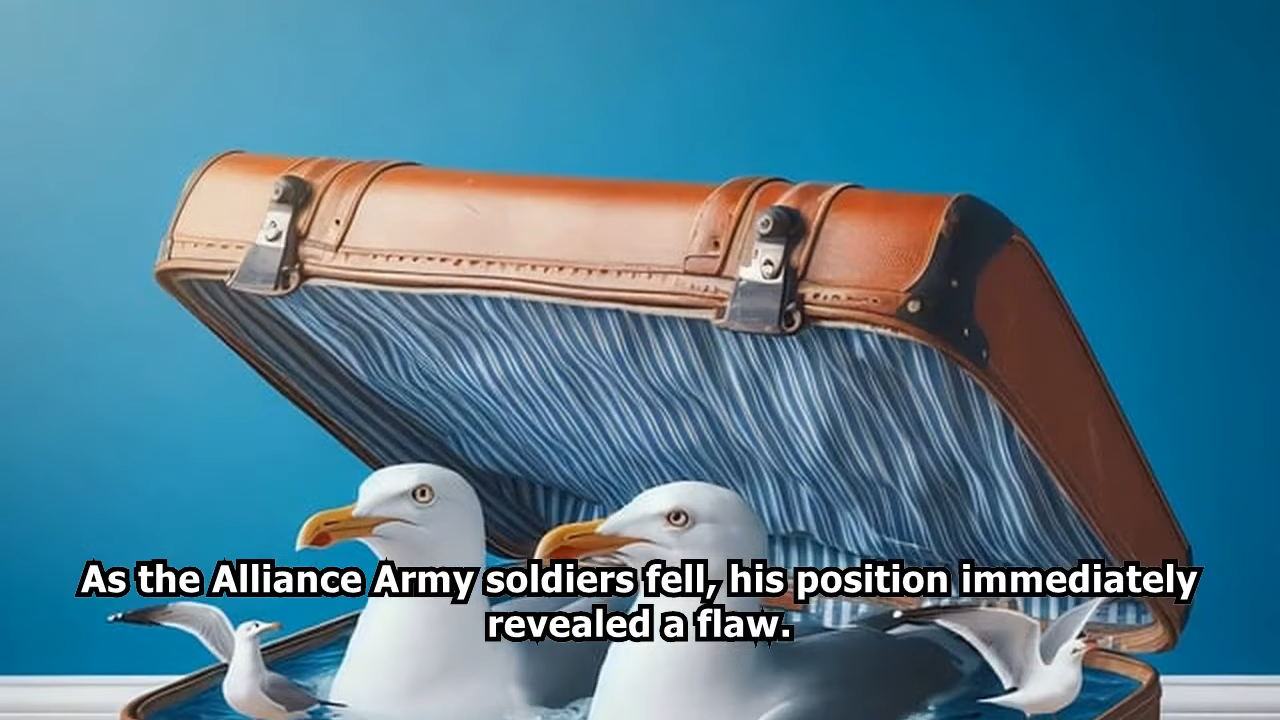 As the Alliance Army soldiers fell, his position immediately
revealed a flaw.